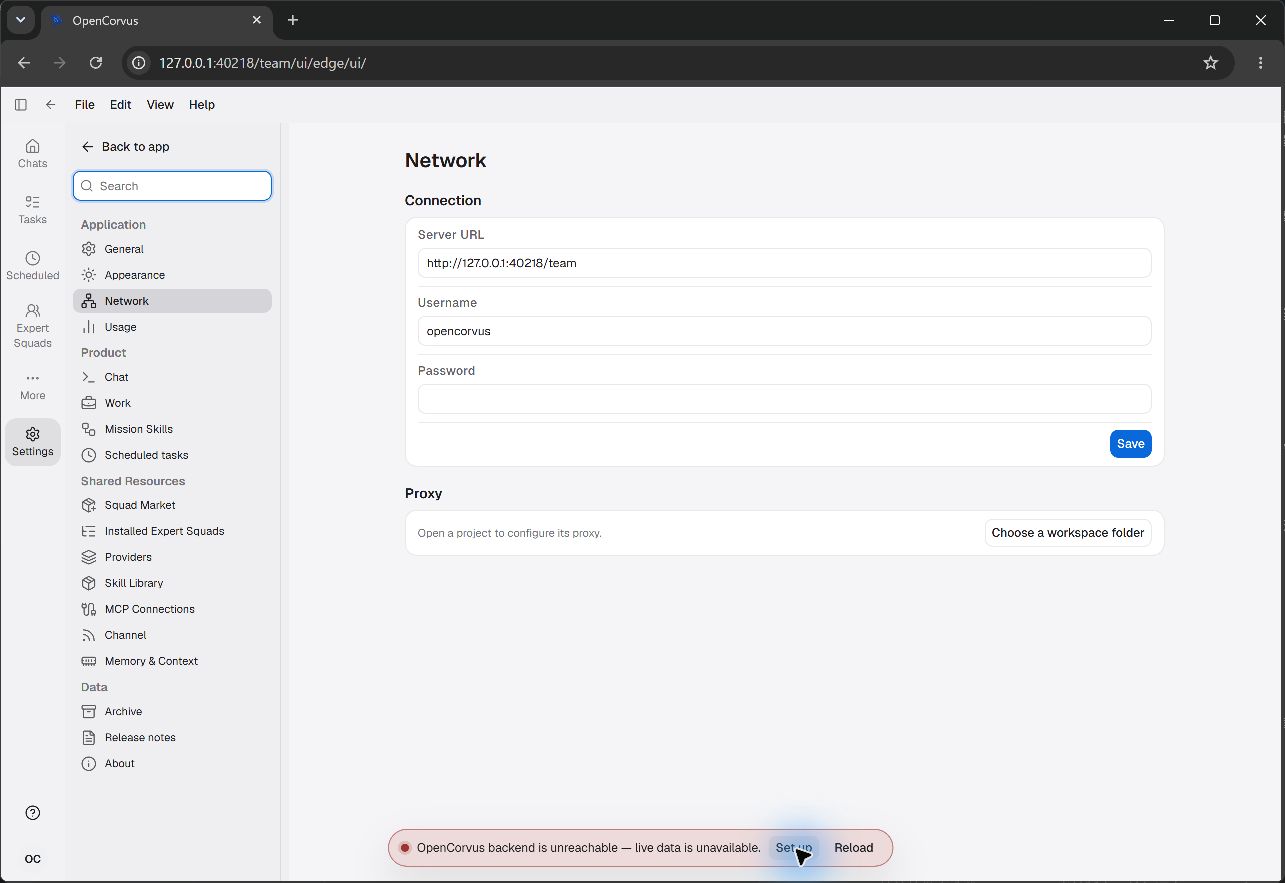 OpenCorvus
127.0.0.1:40218/team/ui/edge/ui/
File Edit View Help
Chats
Tasks
Scheduled
Expert
Squads
More
Settings
OC
Back to app
Search
Application
General
Appearance
Network
Usage
Product
Chat
Work
Mission Skills
Scheduled tasks
Shared Resources
Squad Market
Installed Expert Squads
Providers
Skill Library
MCP Connections
Channel
Memory & Context
Data
Archive
Release notes
About
Network
Connection
Server URL
http://127.0.0.1:40218/team
Username
opencorvus
Password
Save
Proxy
Open a project to configure its proxy. Choose a workspace folder
OpenCorvus backend is unreachable — live data is unavailable. Set up Reload